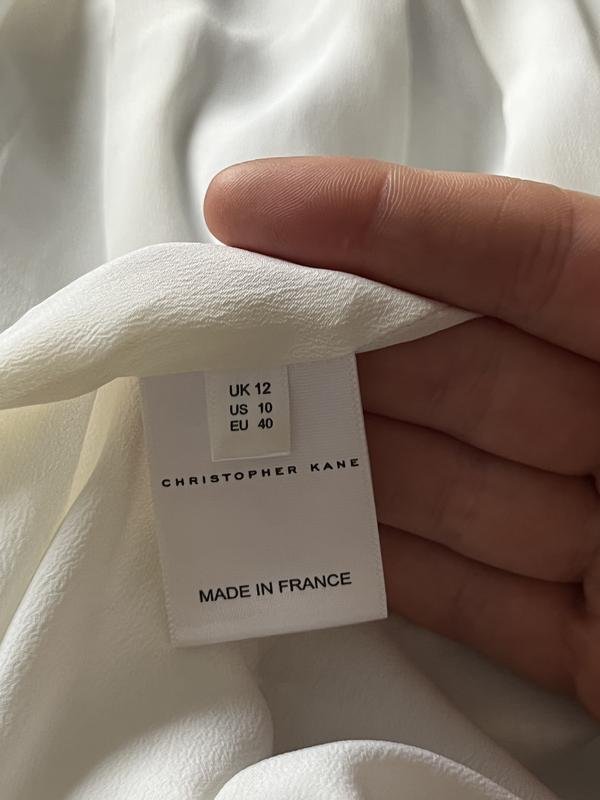 UK 12
US 10
EU 40
CHRISTOPHER KANE
MADE IN FRANCE